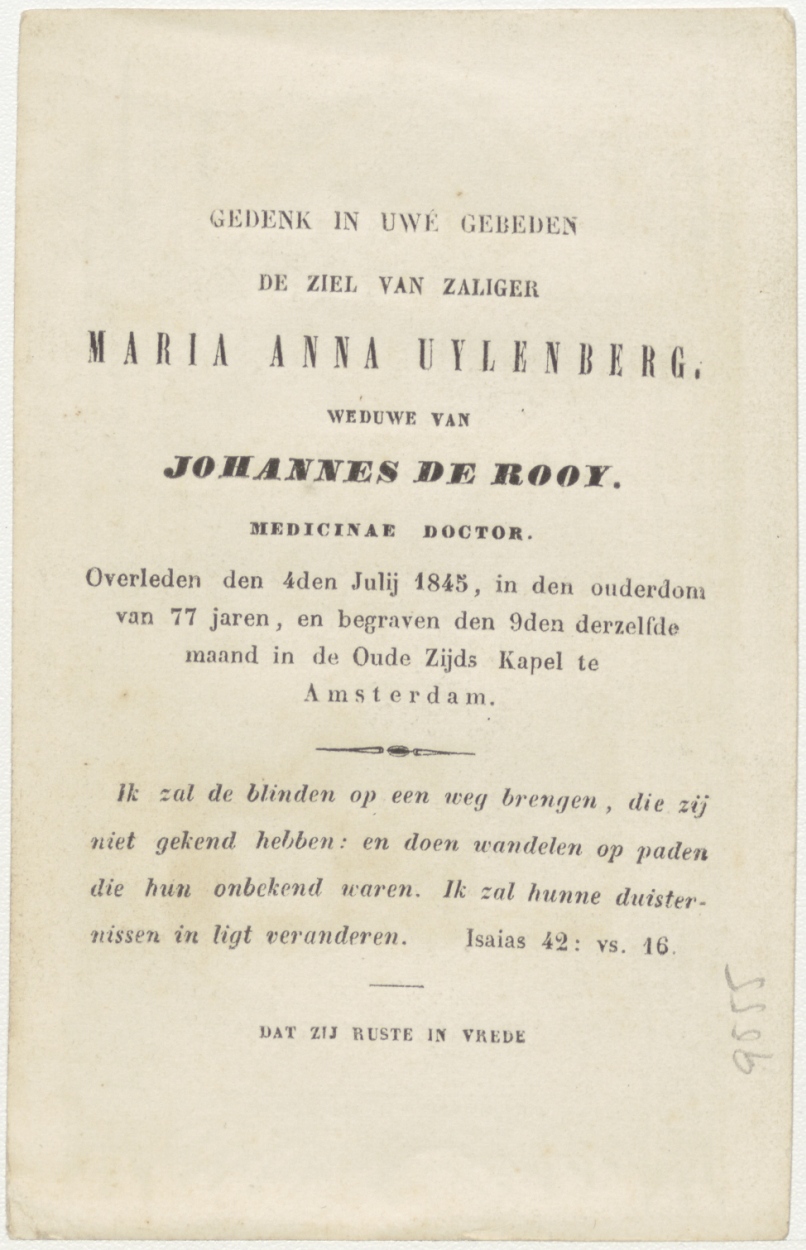 GEDENK IN UWE GEBEDEN
DE ZIEL VAN ZALIGER
MARIA ANNA UYLENBERG.
WEDUWE VAN
JOHANNES DE ROOY.
MEDICINAE DOCTOR.
Overleden den 4den Julij 1845, in den ouderdom
van 77 jaren, en begraven den 9den derzelfde
maand in de Oude Zijds Kapel te
Amsterdam.
Ik zal de blinden op een weg brengen, die zij
niet gekend hebben: en doen wandelen op paden
die hun onbekend waren. Ik zal hunne duister-
nissen in ligt veranderen. Isaias 42: vs. 16.
DAT ZIJ RUSTE IN VREDE